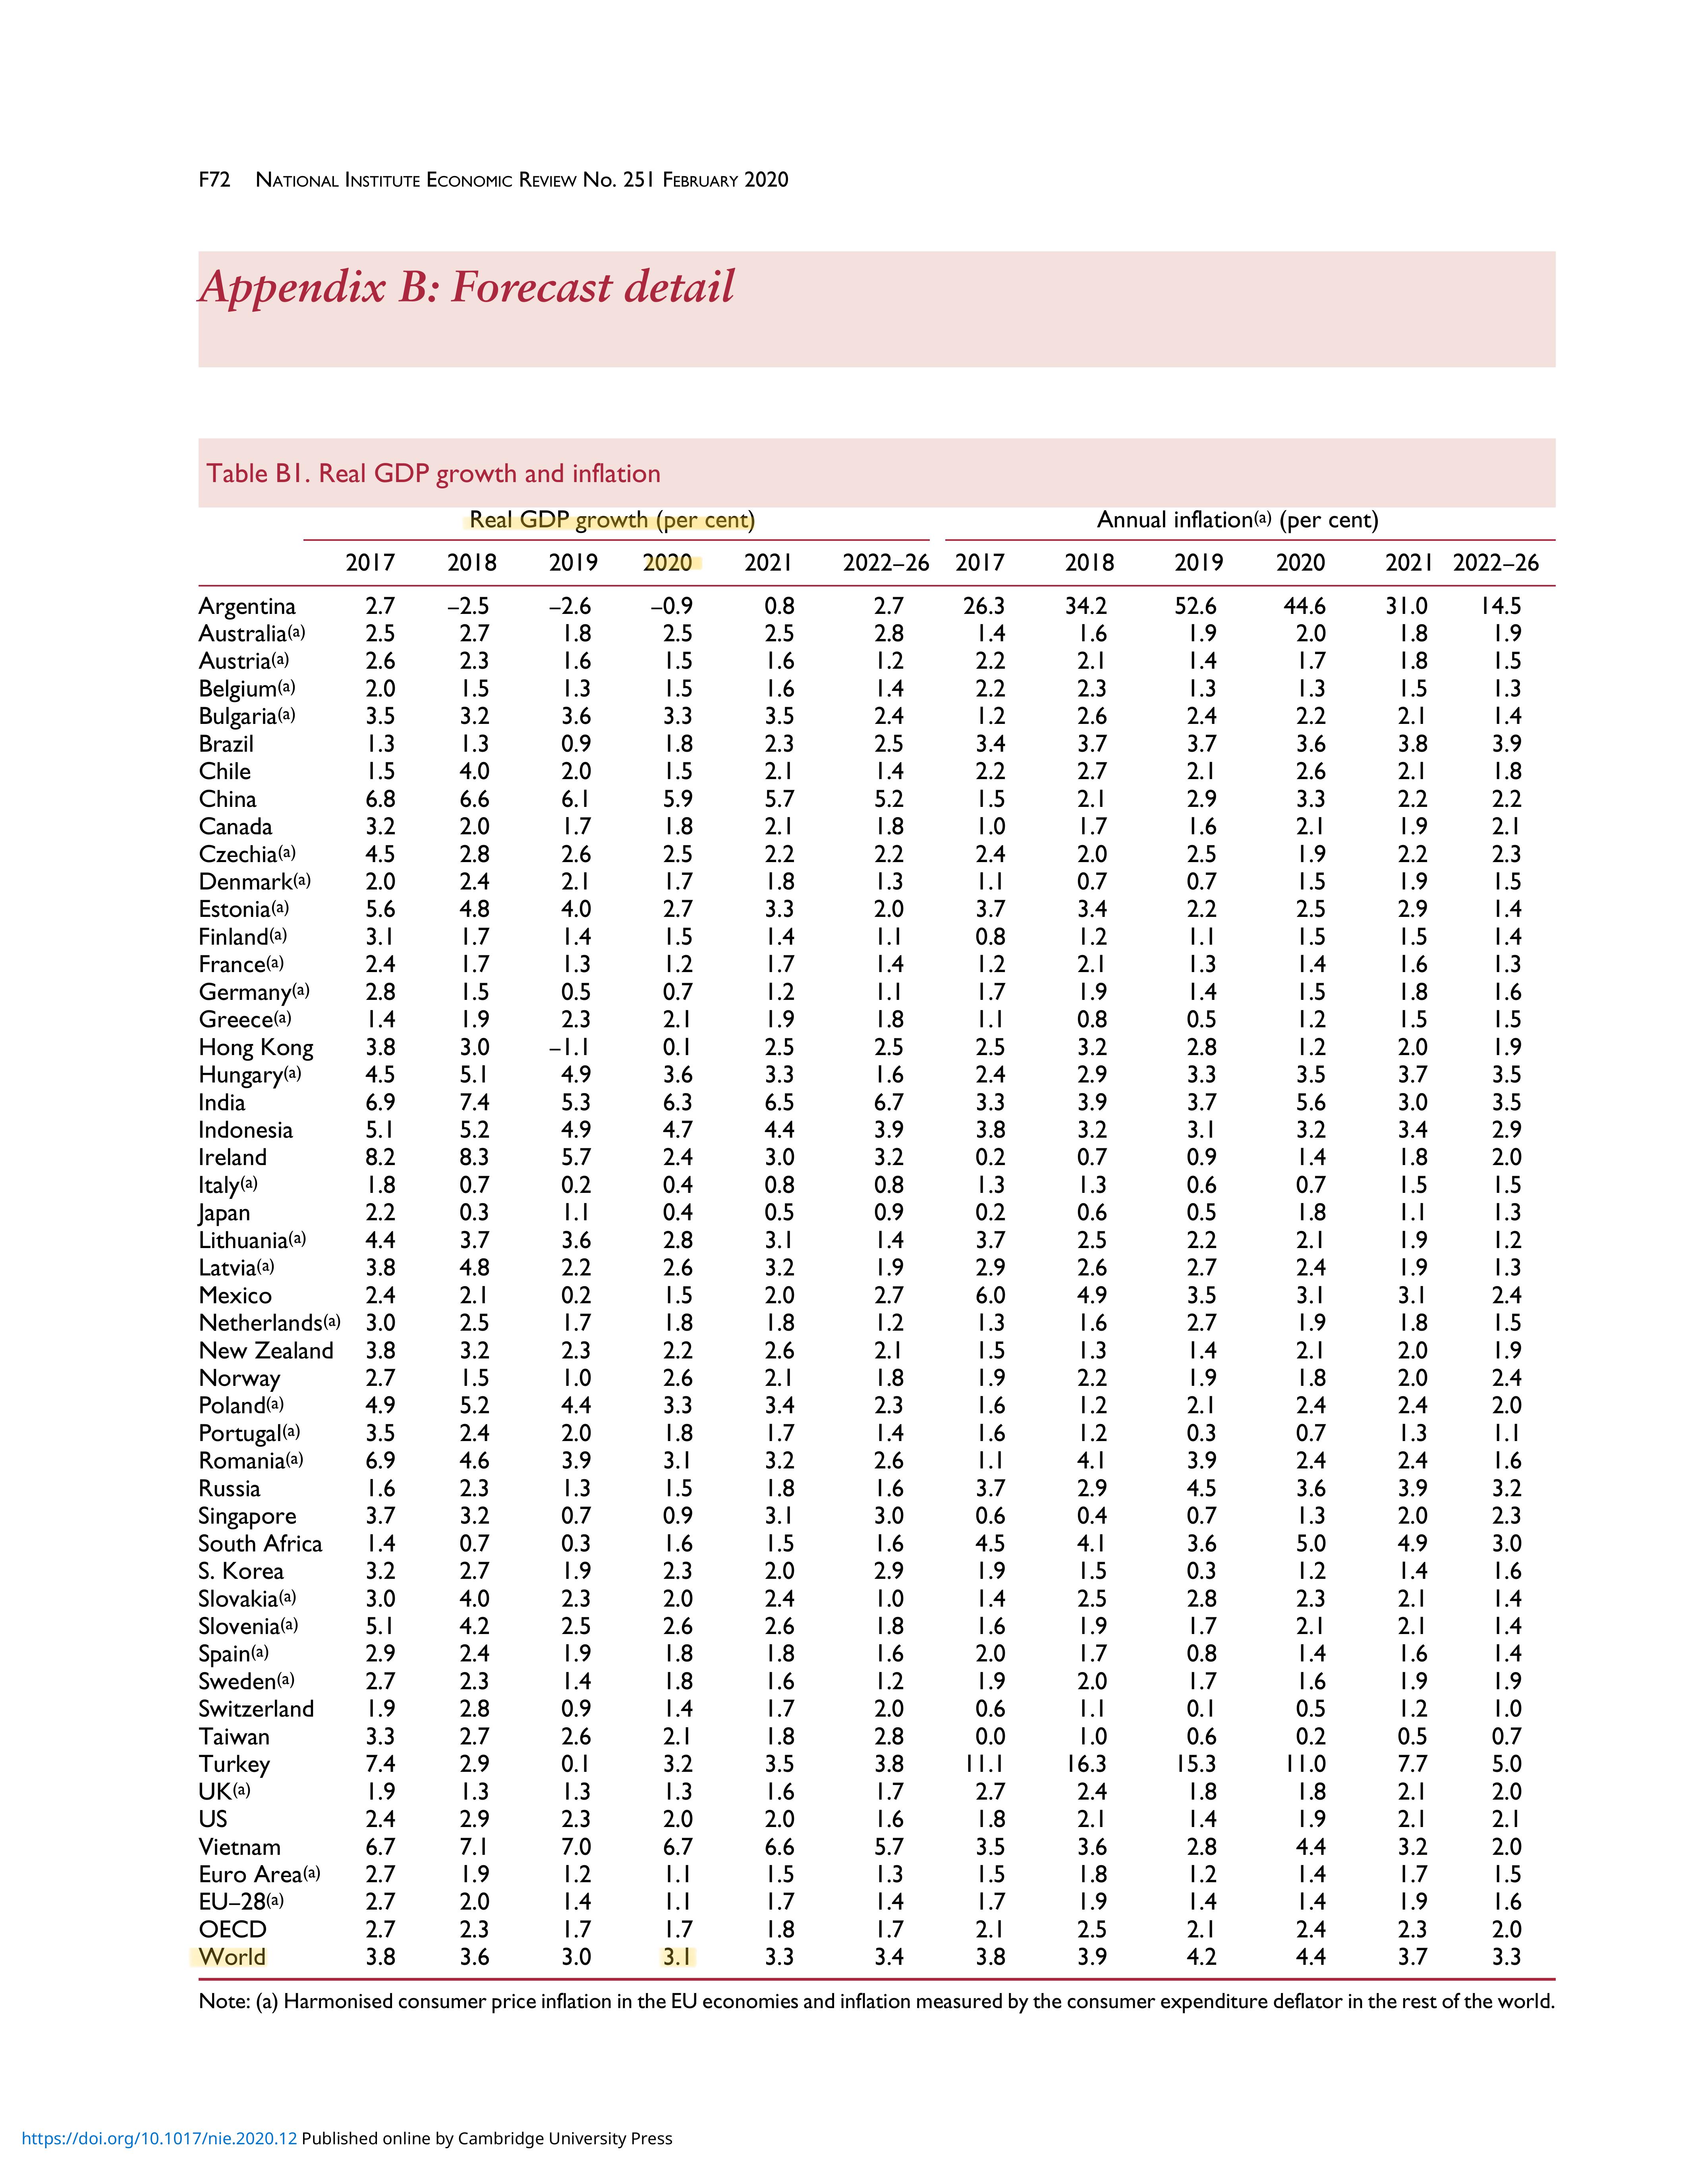 F72 National Institute Economic Review No. 251 February 2020
Appendix B: Forecast detail
Table B1. Real GDP growth and inflation
Real GDP growth (per cent) Annual inflation(a) (per cent)
2017 2018 2019 2020 2021 2022–26 2017 2018 2019 2020 2021 2022–26
Argentina 2.7 –2.5 –2.6 –0.9 0.8 2.7 26.3 34.2 52.6 44.6 31.0 14.5
Australia(a) 2.5 2.7 1.8 2.5 2.5 2.8 1.4 1.6 1.9 2.0 1.8 1.9
Austria(a) 2.6 2.3 1.6 1.5 1.6 1.2 2.2 2.1 1.4 1.7 1.8 1.5
Belgium(a) 2.0 1.5 1.3 1.5 1.6 1.4 2.2 2.3 1.3 1.3 1.5 1.3
Bulgaria(a) 3.5 3.2 3.6 3.3 3.5 2.4 1.2 2.6 2.4 2.2 2.1 1.4
Brazil 1.3 1.3 0.9 1.8 2.3 2.5 3.4 3.7 3.7 3.6 3.8 3.9
Chile 1.5 4.0 2.0 1.5 2.1 1.4 2.2 2.7 2.1 2.6 2.1 1.8
China 6.8 6.6 6.1 5.9 5.7 5.2 1.5 2.1 2.9 3.3 2.2 2.2
Canada 3.2 2.0 1.7 1.8 2.1 1.8 1.0 1.7 1.6 2.1 1.9 2.1
Czechia(a) 4.5 2.8 2.6 2.5 2.2 2.2 2.4 2.0 2.5 1.9 2.2 2.3
Denmark(a) 2.0 2.4 2.1 1.7 1.8 1.3 1.1 0.7 0.7 1.5 1.9 1.5
Estonia(a) 5.6 4.8 4.0 2.7 3.3 2.0 3.7 3.4 2.2 2.5 2.9 1.4
Finland(a) 3.1 1.7 1.4 1.5 1.4 1.1 0.8 1.2 1.1 1.5 1.5 1.4
France(a) 2.4 1.7 1.3 1.2 1.7 1.4 1.2 2.1 1.3 1.4 1.6 1.3
Germany(a) 2.8 1.5 0.5 0.7 1.2 1.1 1.7 1.9 1.4 1.5 1.8 1.6
Greece(a) 1.4 1.9 2.3 2.1 1.9 1.8 1.1 0.8 0.5 1.2 1.5 1.5
Hong Kong 3.8 3.0 –1.1 0.1 2.5 2.5 2.5 3.2 2.8 1.2 2.0 1.9
Hungary(a) 4.5 5.1 4.9 3.6 3.3 1.6 2.4 2.9 3.3 3.5 3.7 3.5
India 6.9 7.4 5.3 6.3 6.5 6.7 3.3 3.9 3.7 5.6 3.0 3.5
Indonesia 5.1 5.2 4.9 4.7 4.4 3.9 3.8 3.2 3.1 3.2 3.4 2.9
Ireland 8.2 8.3 5.7 2.4 3.0 3.2 0.2 0.7 0.9 1.4 1.8 2.0
Italy(a) 1.8 0.7 0.2 0.4 0.8 0.8 1.3 1.3 0.6 0.7 1.5 1.5
Japan 2.2 0.3 1.1 0.4 0.5 0.9 0.2 0.6 0.5 1.8 1.1 1.3
Lithuania(a) 4.4 3.7 3.6 2.8 3.1 1.4 3.7 2.5 2.2 2.1 1.9 1.2
Latvia(a) 3.8 4.8 2.2 2.6 3.2 1.9 2.9 2.6 2.7 2.4 1.9 1.3
Mexico 2.4 2.1 0.2 1.5 2.0 2.7 6.0 4.9 3.5 3.1 3.1 2.4
Netherlands(a) 3.0 2.5 1.7 1.8 1.8 1.2 1.3 1.6 2.7 1.9 1.8 1.5
New Zealand 3.8 3.2 2.3 2.2 2.6 2.1 1.5 1.3 1.4 2.1 2.0 1.9
Norway 2.7 1.5 1.0 2.6 2.1 1.8 1.9 2.2 1.9 1.8 2.0 2.4
Poland(a) 4.9 5.2 4.4 3.3 3.4 2.3 1.6 1.2 2.1 2.4 2.4 2.0
Portugal(a) 3.5 2.4 2.0 1.8 1.7 1.4 1.6 1.2 0.3 0.7 1.3 1.1
Romania(a) 6.9 4.6 3.9 3.1 3.2 2.6 1.1 4.1 3.9 2.4 2.4 1.6
Russia 1.6 2.3 1.3 1.5 1.8 1.6 3.7 2.9 4.5 3.6 3.9 3.2
Singapore 3.7 3.2 0.7 0.9 3.1 3.0 0.6 0.4 0.7 1.3 2.0 2.3
South Africa 1.4 0.7 0.3 1.6 1.5 1.6 4.5 4.1 3.6 5.0 4.9 3.0
S. Korea 3.2 2.7 1.9 2.3 2.0 2.9 1.9 1.5 0.3 1.2 1.4 1.6
Slovakia(a) 3.0 4.0 2.3 2.0 2.4 1.0 1.4 2.5 2.8 2.3 2.1 1.4
Slovenia(a) 5.1 4.2 2.5 2.6 2.6 1.8 1.6 1.9 1.7 2.1 2.1 1.4
Spain(a) 2.9 2.4 1.9 1.8 1.8 1.6 2.0 1.7 0.8 1.4 1.6 1.4
Sweden(a) 2.7 2.3 1.4 1.8 1.6 1.2 1.9 2.0 1.7 1.6 1.9 1.9
Switzerland 1.9 2.8 0.9 1.4 1.7 2.0 0.6 1.1 0.1 0.5 1.2 1.0
Taiwan 3.3 2.7 2.6 2.1 1.8 2.8 0.0 1.0 0.6 0.2 0.5 0.7
Turkey 7.4 2.9 0.1 3.2 3.5 3.8 11.1 16.3 15.3 11.0 7.7 5.0
UK(a) 1.9 1.3 1.3 1.3 1.6 1.7 2.7 2.4 1.8 1.8 2.1 2.0
US 2.4 2.9 2.3 2.0 2.0 1.6 1.8 2.1 1.4 1.9 2.1 2.1
Vietnam 6.7 7.1 7.0 6.7 6.6 5.7 3.5 3.6 2.8 4.4 3.2 2.0
Euro Area(a) 2.7 1.9 1.2 1.1 1.5 1.3 1.5 1.8 1.2 1.4 1.7 1.5
EU–28(a) 2.7 2.0 1.4 1.1 1.7 1.4 1.7 1.9 1.4 1.4 1.9 1.6
OECD 2.7 2.3 1.7 1.7 1.8 1.7 2.1 2.5 2.1 2.4 2.3 2.0
World 3.8 3.6 3.0 3.1 3.3 3.4 3.8 3.9 4.2 4.4 3.7 3.3
Note: (a) Harmonised consumer price inflation in the EU economies and inflation measured by the consumer expenditure deflator in the rest of the world.
https://doi.org/10.1017/nie.2020.12 Published online by Cambridge University Press